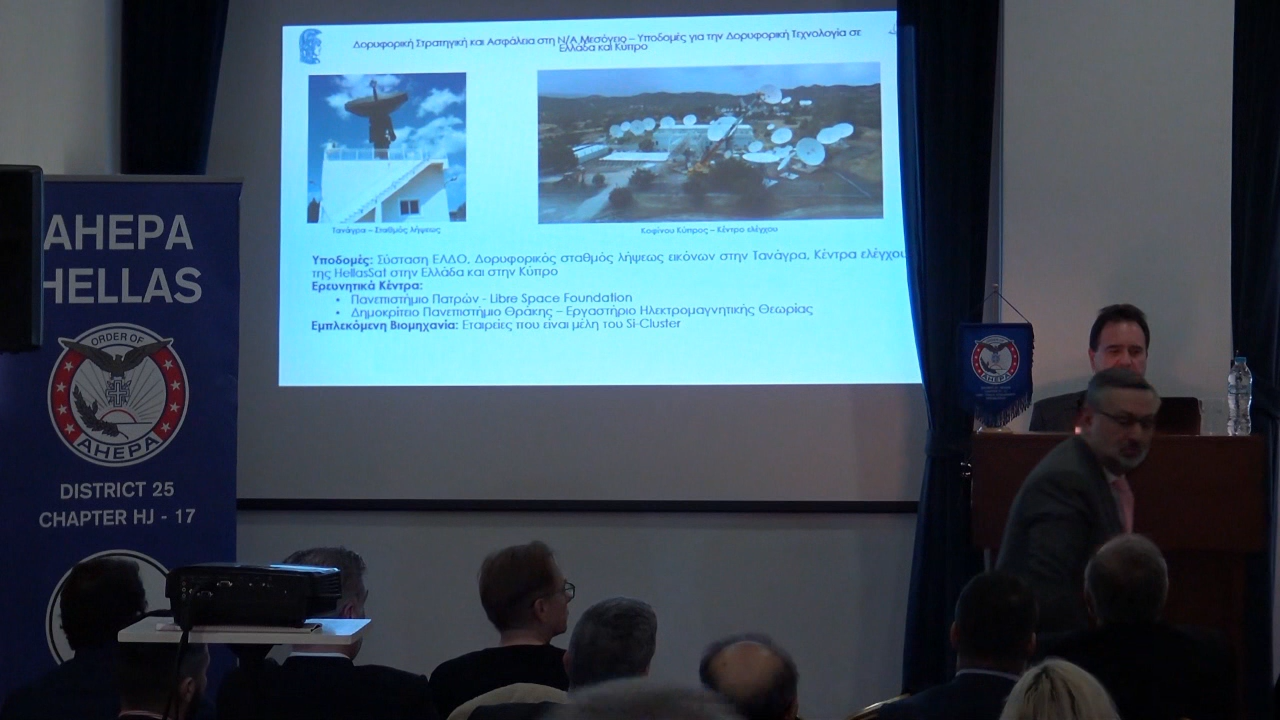 Δορυφορική Στρατηγική και Ασφάλεια στη Ν/Α Μεσόγειο – Υποδομές για την Δορυφορική Τεχνολογία σε
Ελλάδα και Κύπρο
Τανάγρα – Σταθμός λήψεως
Κοφίνου Κύπρος – Κέντρο ελέγχου
Υποδομές: Σύσταση ΕΛΔΟ, Δορυφορικός σταθμός λήψεως εικόνων στην Τανάγρα, Κέντρα ελέγχου
της HellasSat στην Ελλάδα και στην Κύπρο
Ερευνητικά Κέντρα:
• Πανεπιστήμιο Πατρών - Libre Space Foundation
• Δημοκρίτειο Πανεπιστήμιο Θράκης – Εργαστήριο Ηλεκτρομαγνητικής Θεωρίας
Εμπλεκόμενη Βιομηχανία: Εταιρείες που είναι μέλη του Si-Cluster
AHEPA
HELLAS
ORDER OF
AHEPA
DISTRICT 25
CHAPTER HJ - 17
AHEPA